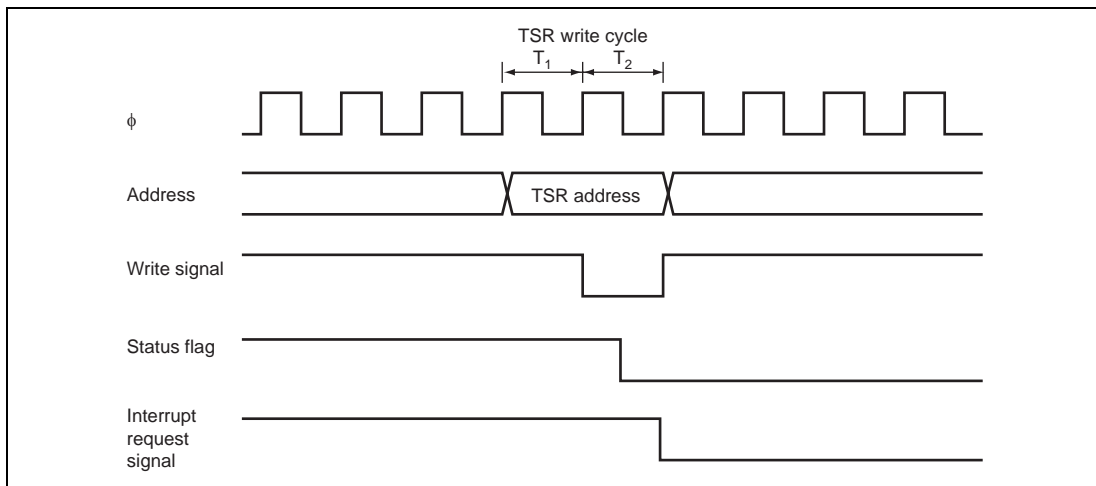 TSR write cycle
T1 T2
ϕ
Address
TSR address
Write signal
Status flag
Interrupt
request
signal